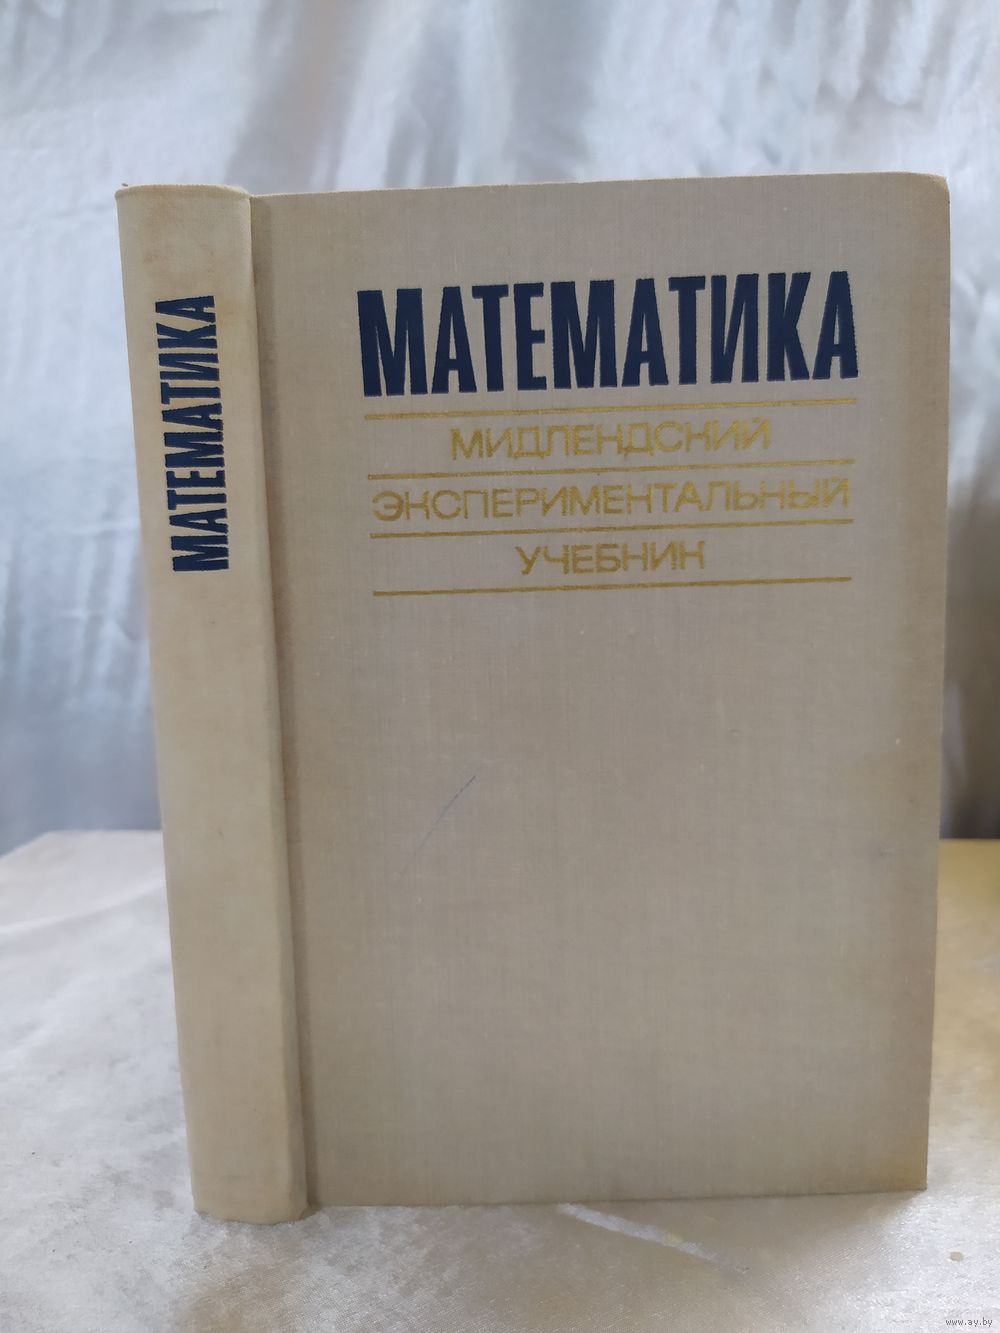 МАТЕМАТИКА
МАТЕМАТИКА
МИДЛЕНДСКИЙ
ЭКСПЕРИМЕНТАЛЬНЫЙ
УЧЕБНИК
www.ay.by